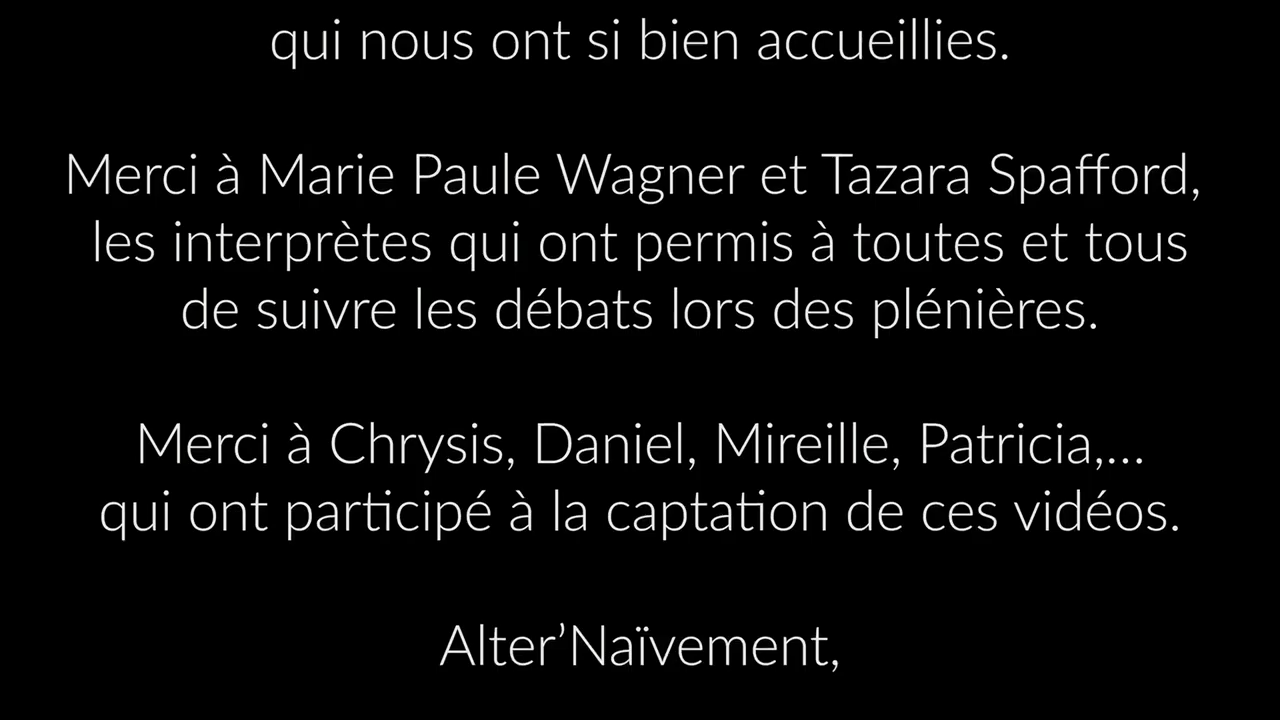 qui nous ont si bien accueillies.
Merci à Marie Paule Wagner et Tazara Spafford,
les interprètes qui ont permis à toutes et tous
de suivre les débats lors des plénières.
Merci à Chrysis, Daniel, Mireille, Patricia,...
qui ont participé à la captation de ces vidéos.
Alter’Naïvement,